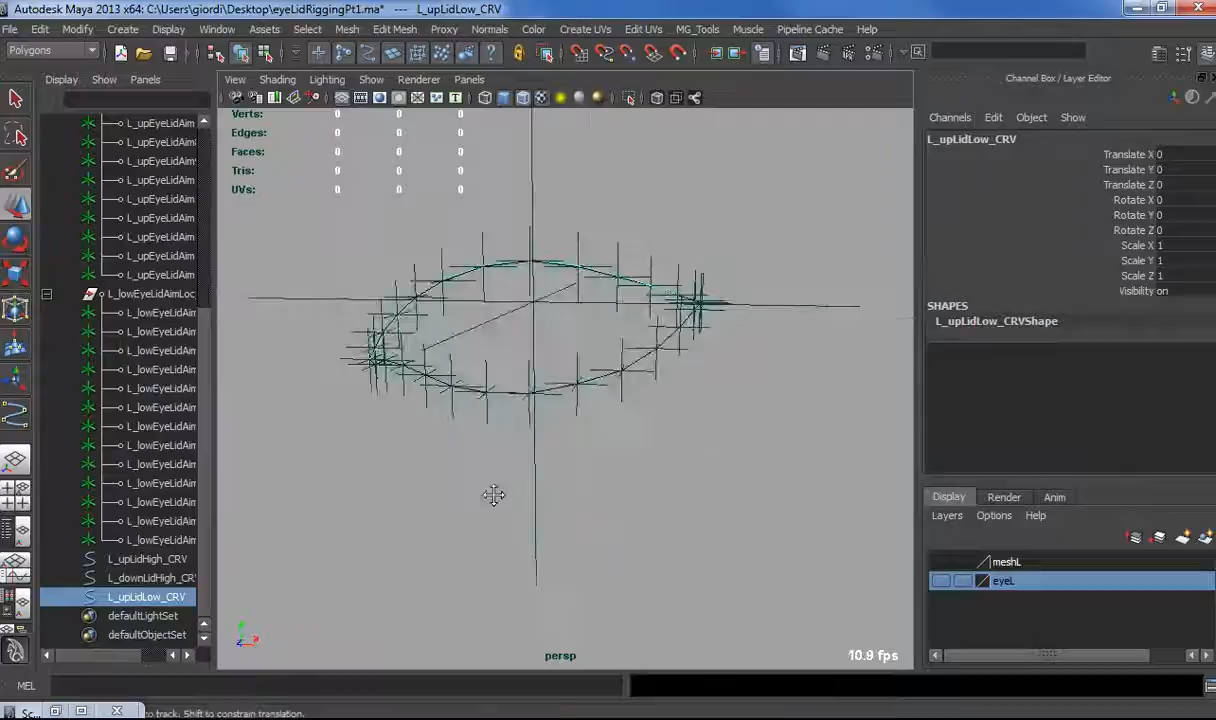 Autodesk Maya 2013 x64: C:\Users\giordi\Desktop\eyeLidRiggingPt1.ma* --- L_upLidLow_CRV
File Edit Modify Create Display Window Assets Select Mesh Edit Mesh Proxy Normals Color Create UVs Edit UVs MG_Tools Muscle Pipeline Cache Help
Polygons
Display Show Panels
View Shading Lighting Show Renderer Panels
Channel Box / Layer Editor
Channels Edit Object Show
Verts: 0 0 0
Edges: 0 0 0
Faces: 0 0 0
Tris: 0 0 0
UVs: 0 0 0
L_upEyeLidAim
L_upEyeLidAim
L_upEyeLidAim
L_upEyeLidAim
L_upEyeLidAim
L_upEyeLidAim
L_upEyeLidAim
L_upEyeLidAim
L_upEyeLidAim
L_lowEyeLidAimLoc
L_lowEyeLidAim
L_lowEyeLidAim
L_lowEyeLidAim
L_lowEyeLidAim
L_lowEyeLidAim
L_lowEyeLidAim
L_lowEyeLidAim
L_lowEyeLidAim
L_lowEyeLidAim
L_lowEyeLidAim
L_lowEyeLidAim
L_lowEyeLidAim
L_lowEyeLidAim
L_upLidHigh_CRV
L_downLidHigh_CR
L_upLidLow_CRV
defaultLightSet
defaultObjectSet
L_upLidLow_CRV
Translate X 0
Translate Y 0
Translate Z 0
Rotate X 0
Rotate Y 0
Rotate Z 0
Scale X 1
Scale Y 1
Scale Z 1
Visibility on
SHAPES
L_upLidLow_CRVShape
Display Render Anim
Layers Options Help
meshL
eyeL
persp
10.9 fps
MEL
Sc...
to track. Shift to constrain translation.